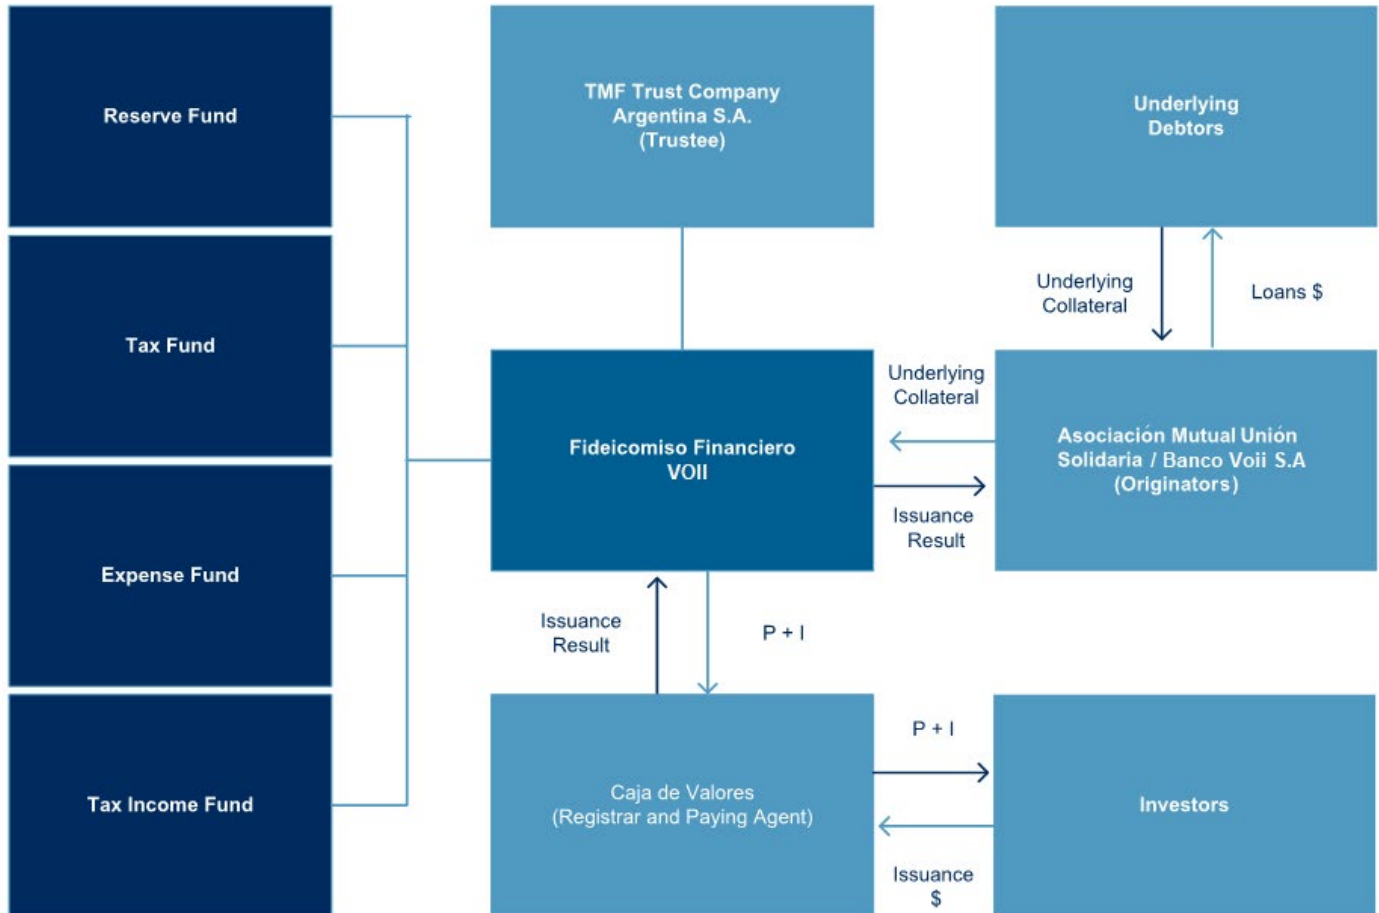 Reserve Fund
TMF Trust Company
Argentina S.A.
(Trustee)
Underlying
Debtors
Underlying
Collateral
Loans $
Tax Fund
Fideicomiso Financiero
VOII
Underlying
Collateral
Issuance
Result
Asociación Mutual Unión
Solidaria / Banco Voii S.A
(Originators)
Expense Fund
Issuance
Result
P + I
Tax Income Fund
Caja de Valores
(Registrar and Paying Agent)
P + I
Issuance
$
Investors